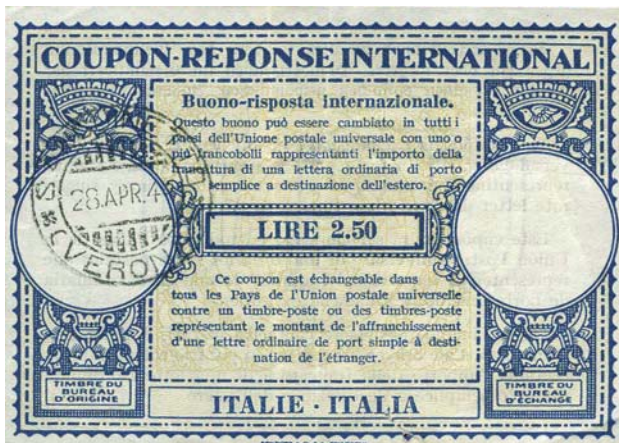 COUPON-REPONSE INTERNATIONAL
Buono-risposta internazionale.
Questo buono può essere cambiato in tutti i
paesi dell'Unione postale universale con uno o
più francobolli rappresentanti l'importo della
francatura di una lettera ordinaria di porto
semplice a destinazione dell'estero.
28.APR.4
VERON
LIRE 2.50
Ce coupon est échangeable dans
tous les Pays de l'Union postale universelle
contre un timbre-poste ou des timbres-poste
représentant le montant de l'affranchissement
d'une lettre ordinaire de port simple à desti-
nation de l'étranger.
TIMBRE DU
BUREAU
D'ORIGINE
TIMBRE DU
BUREAU
D'ÉCHANGE
ITALIE · ITALIA